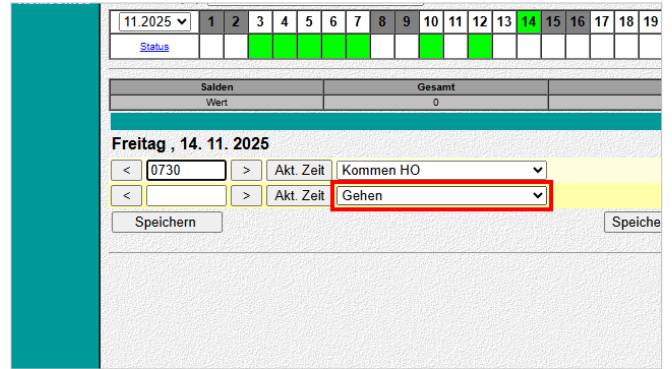 11.2025 1 2 3 4 5 6 7 8 9 10 11 12 13 14 15 16 17 18 19
Status
Salden Gesamt
Wert 0
Freitag , 14. 11. 2025
< 0730 > Akt. Zeit Kommen HO
< > Akt. Zeit Gehen
Speichern Speiche